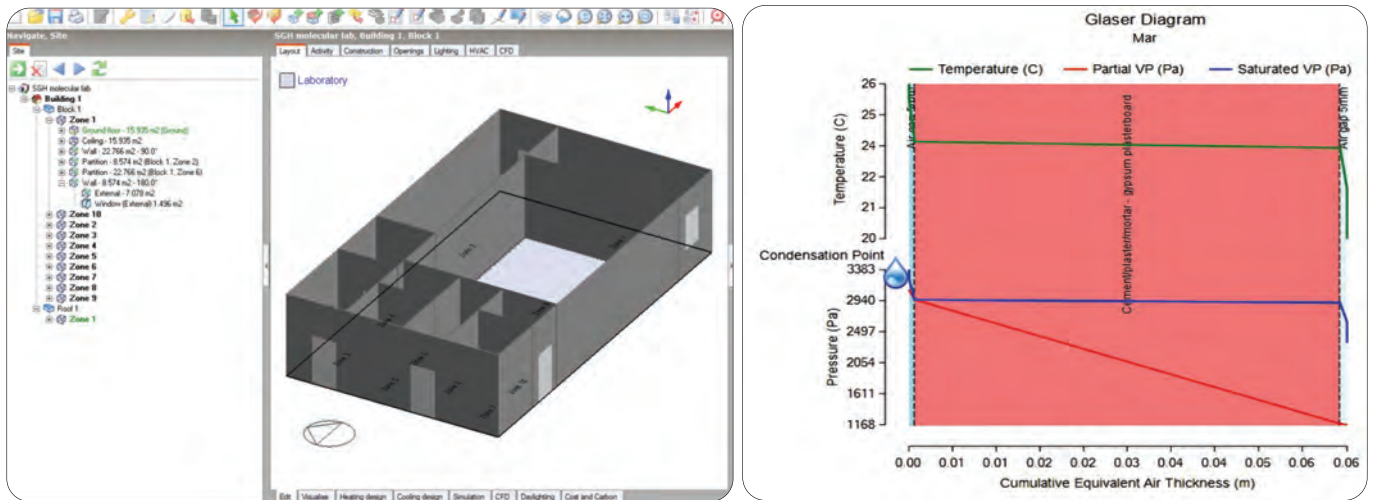 Navigate, Site
Site
SGH molecular lab
Building 1
Block 1
Zone 1
Ground floor - 15.935 m2 (Ground)
Ceiling - 15.935 m2
Wall - 22.766 m2 - 90.0°
Partition - 8.574 m2 (Block 1, Zone 2)
Partition - 22.766 m2 (Block 1, Zone 6)
Wall - 8.574 m2 - 180.0°
External - 7.078 m2
Window (External) 1.496 m2
Zone 10
Zone 2
Zone 3
Zone 4
Zone 5
Zone 6
Zone 7
Zone 8
Zone 9
Roof 1
Zone 1
SGH molecular lab, Building 1, Block 1
Layout Activity Construction Openings Lighting HVAC CFD
Laboratory
Edit Visualise Heating design Cooling design Simulation CFD Daylighting Cost and Carbon
Glaser Diagram
Mar
Temperature (C) Partial VP (Pa) Saturated VP (Pa)
Temperature (C)
26
25
24
22
21
20
Condensation Point
Pressure (Pa)
3383
2940
2497
2054
1611
1168
Cement/plaster/mortar - gypsum plasterboard
Air gap 5mm
0.00 0.01 0.01 0.02 0.02 0.03 0.04 0.04 0.05 0.06 0.06
Cumulative Equivalent Air Thickness (m)